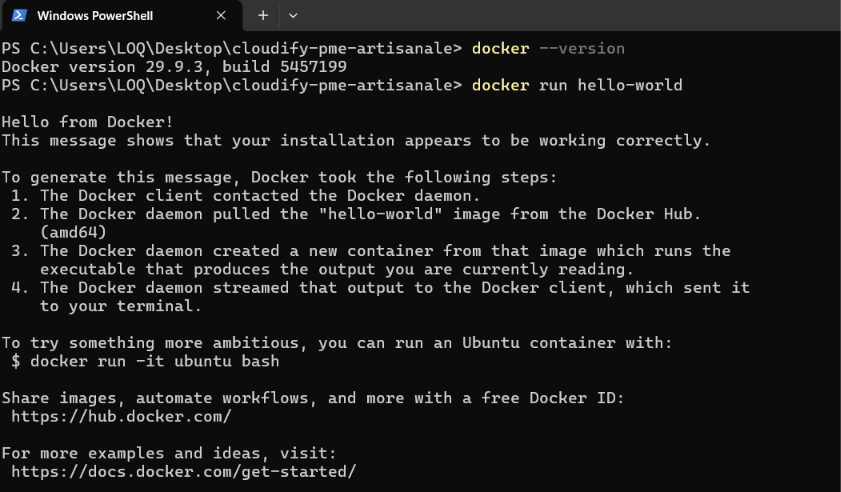 Windows PowerShell
PS C:\Users\LOQ\Desktop\cloudify-pme-artisanale> docker --version
Docker version 29.9.3, build 5457199
PS C:\Users\LOQ\Desktop\cloudify-pme-artisanale> docker run hello-world
Hello from Docker!
This message shows that your installation appears to be working correctly.
To generate this message, Docker took the following steps:
1. The Docker client contacted the Docker daemon.
2. The Docker daemon pulled the "hello-world" image from the Docker Hub.
(amd64)
3. The Docker daemon created a new container from that image which runs the
executable that produces the output you are currently reading.
4. The Docker daemon streamed that output to the Docker client, which sent it
to your terminal.
To try something more ambitious, you can run an Ubuntu container with:
$ docker run -it ubuntu bash
Share images, automate workflows, and more with a free Docker ID:
https://hub.docker.com/
For more examples and ideas, visit:
https://docs.docker.com/get-started/